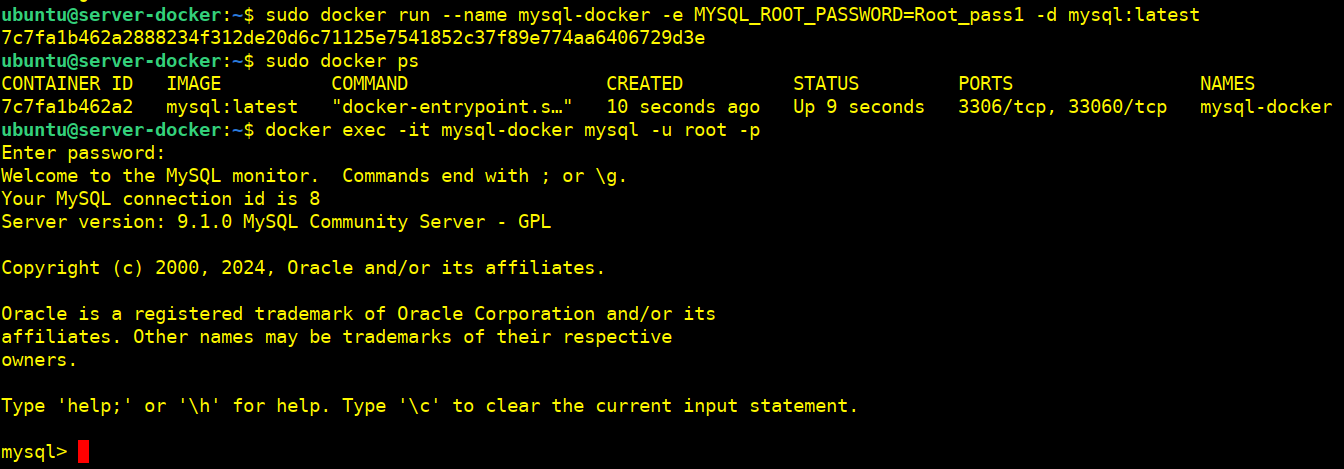 ubuntu@server-docker:~$ sudo docker run --name mysql-docker -e MYSQL_ROOT_PASSWORD=Root_pass1 -d mysql:latest
7c7fa1b462a2888234f312de20d6c71125e7541852c37f89e774aa6406729d3e
ubuntu@server-docker:~$ sudo docker ps
CONTAINER ID   IMAGE          COMMAND                  CREATED          STATUS         PORTS                 NAMES
7c7fa1b462a2   mysql:latest   "docker-entrypoint.s…"   10 seconds ago   Up 9 seconds   3306/tcp, 33060/tcp   mysql-docker
ubuntu@server-docker:~$ docker exec -it mysql-docker mysql -u root -p
Enter password:
Welcome to the MySQL monitor.  Commands end with ; or \g.
Your MySQL connection id is 8
Server version: 9.1.0 MySQL Community Server - GPL

Copyright (c) 2000, 2024, Oracle and/or its affiliates.

Oracle is a registered trademark of Oracle Corporation and/or its
affiliates. Other names may be trademarks of their respective
owners.

Type 'help;' or '\h' for help. Type '\c' to clear the current input statement.

mysql>